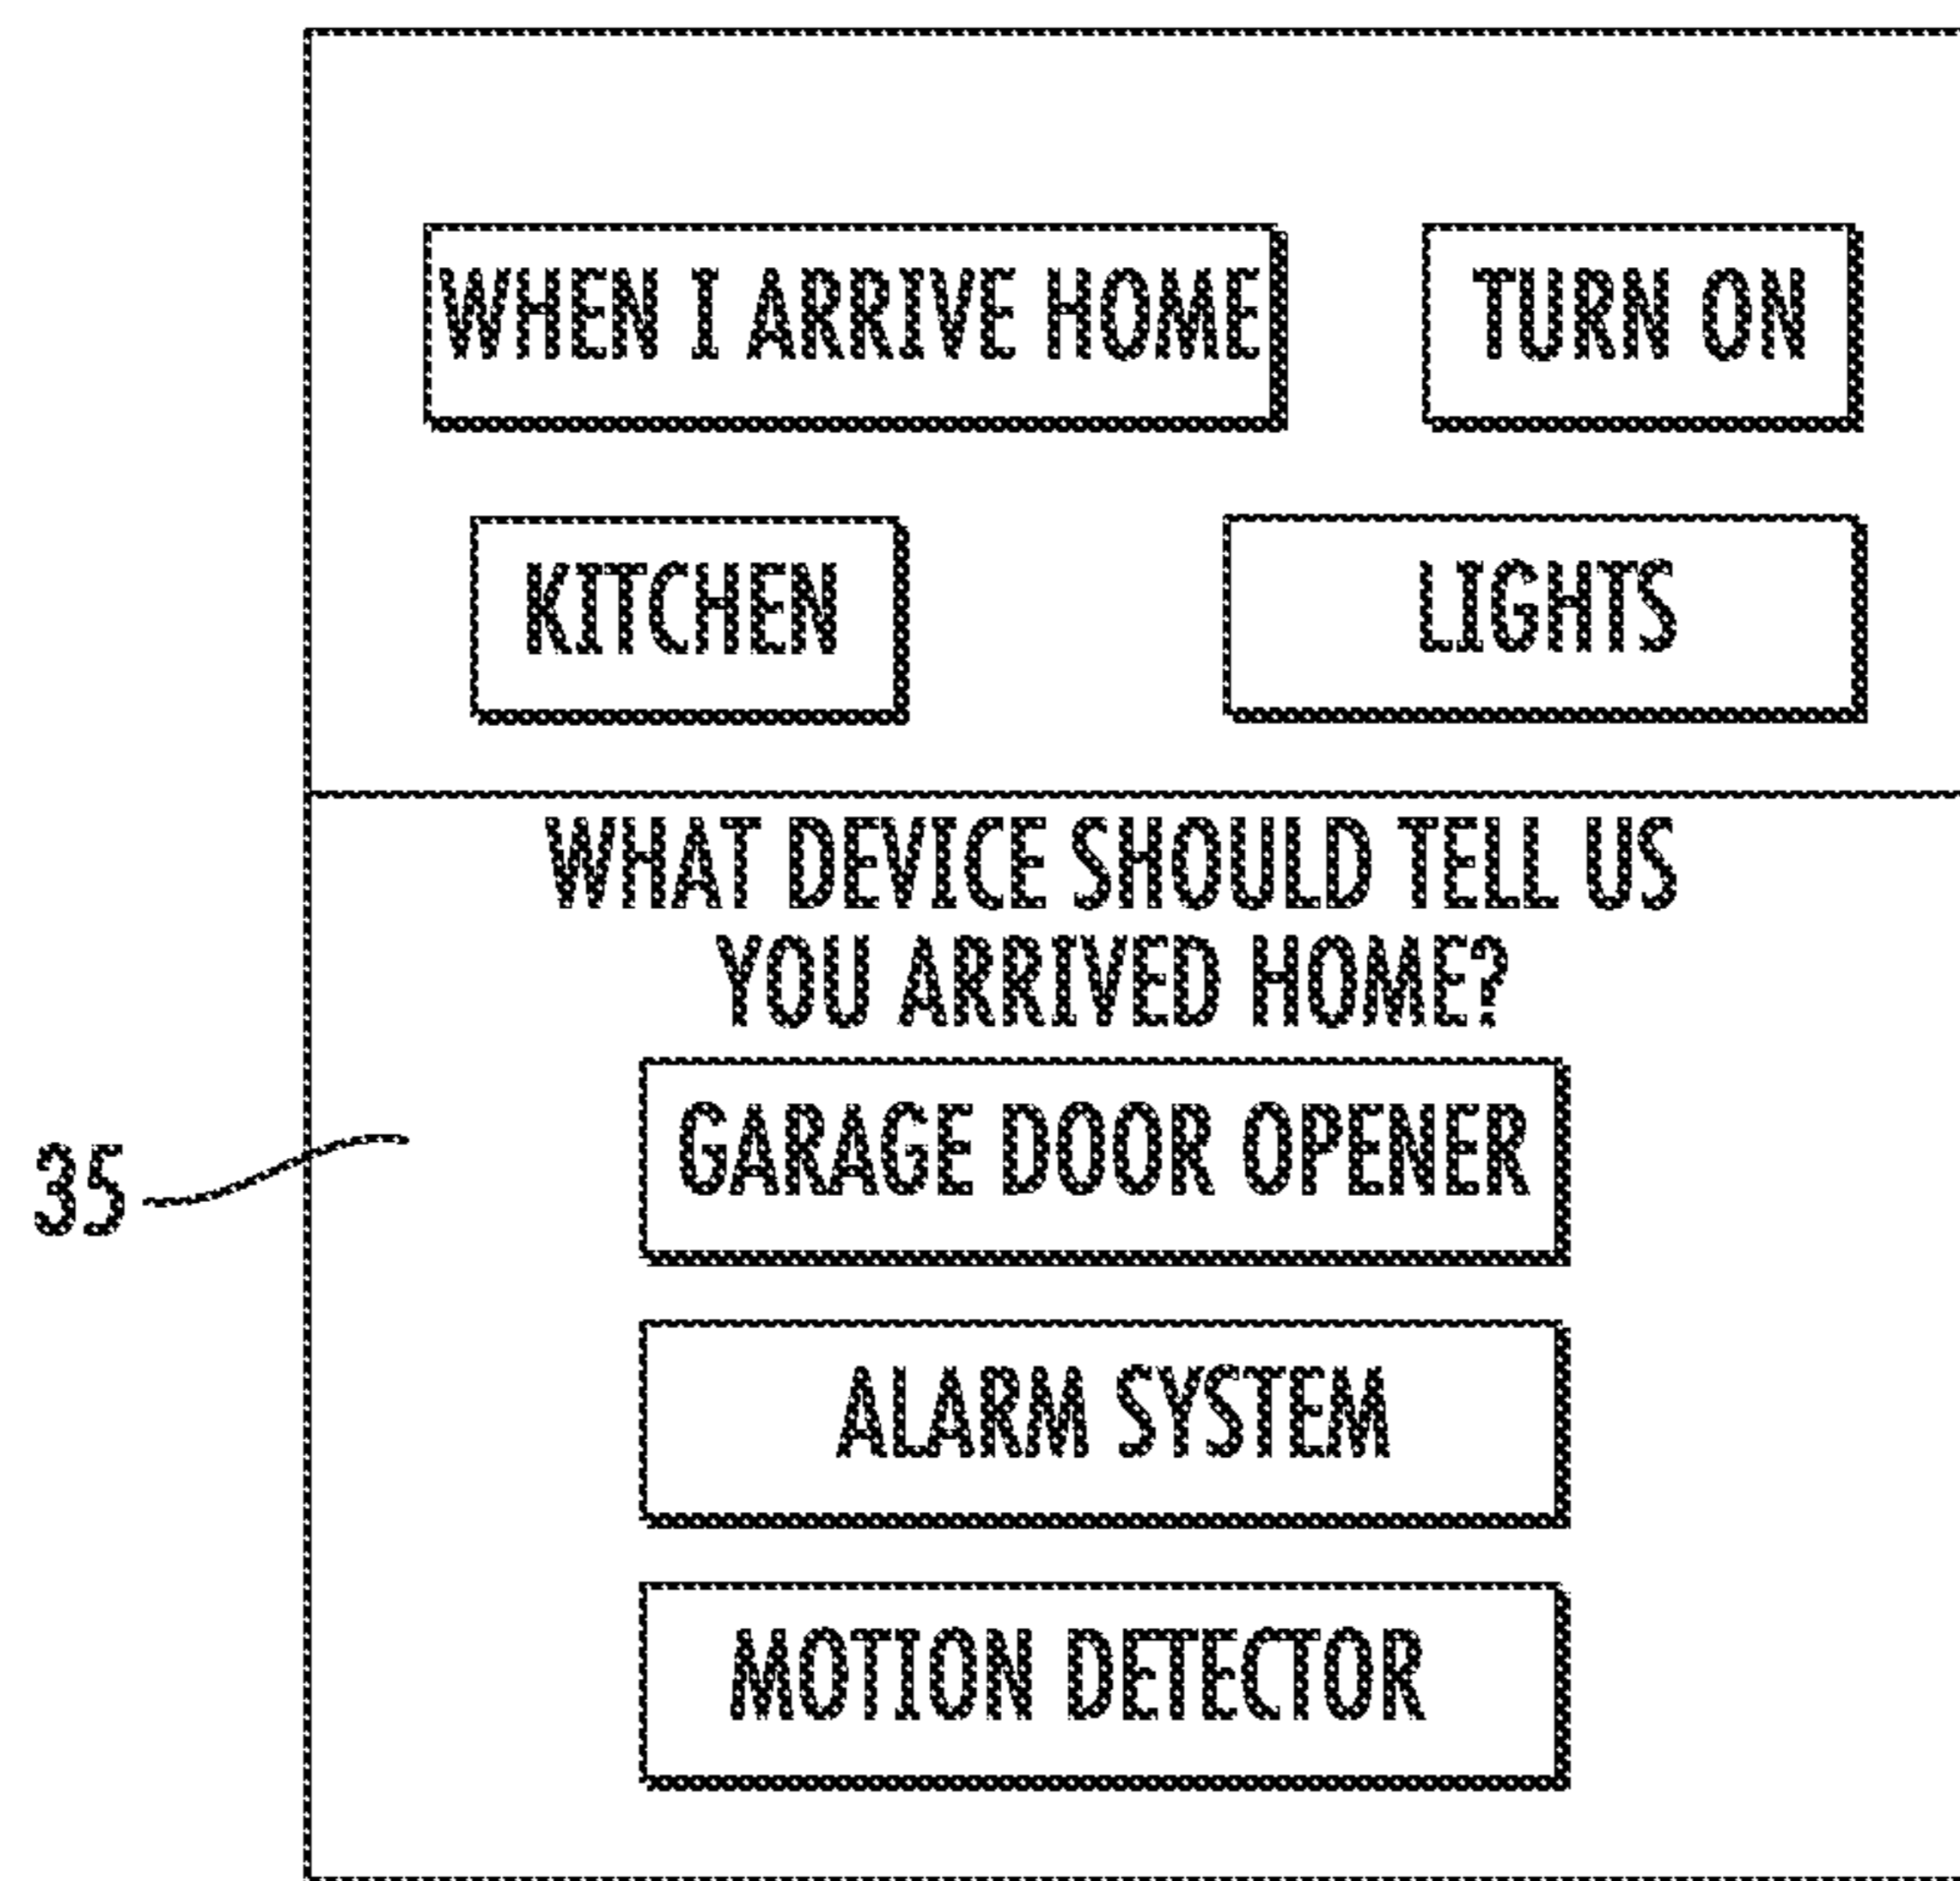 WHEN I ARRIVE HOME TURN ON
KITCHEN LIGHTS
WHAT DEVICE SHOULD TELL US
YOU ARRIVED HOME?
GARAGE DOOR OPENER
35
ALARM SYSTEM
MOTION DETECTOR